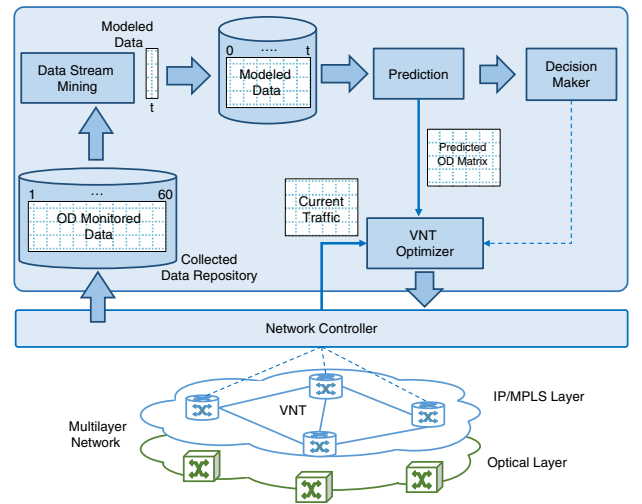 Modeled
Data
Data Stream
Mining
t
0 .... t
Modeled
Data
Prediction
Decision
Maker
Predicted
OD Matrix
1 ... 60
OD Monitored
Data
Current
Traffic
VNT
Optimizer
Collected
Data Repository
Network Controller
IP/MPLS Layer
VNT
Multilayer
Network
Optical Layer